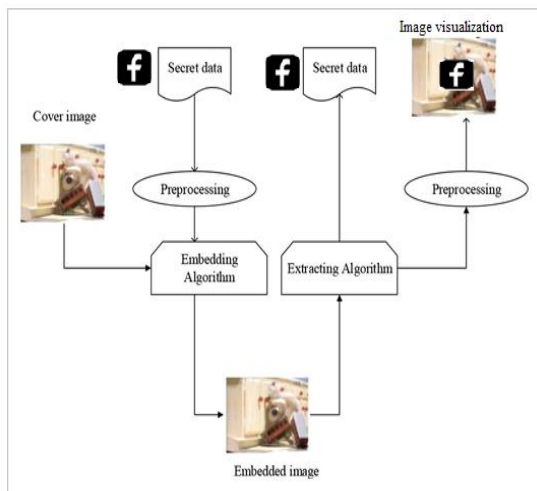 Image visualization
Secret data
Secret data
Cover image
Preprocessing
Preprocessing
Embedding
Algorithm
Extracting Algorithm
Embedded image